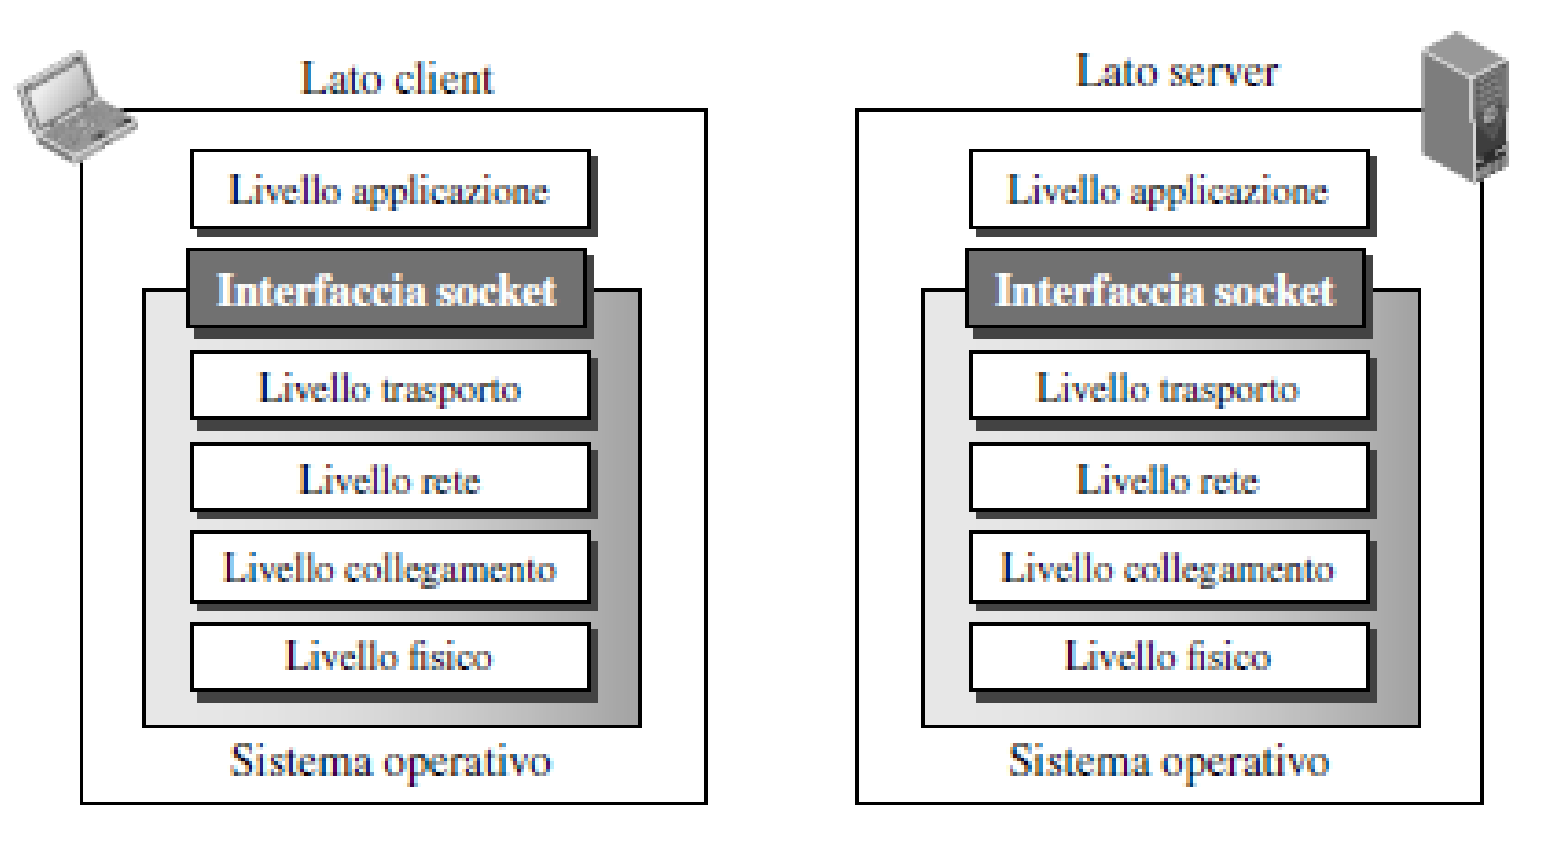 Lato client
Livello applicazione
Interfaccia socket
Livello trasporto
Livello rete
Livello collegamento
Livello fisico
Sistema operativo
Lato server
Livello applicazione
Interfaccia socket
Livello trasporto
Livello rete
Livello collegamento
Livello fisico
Sistema operativo